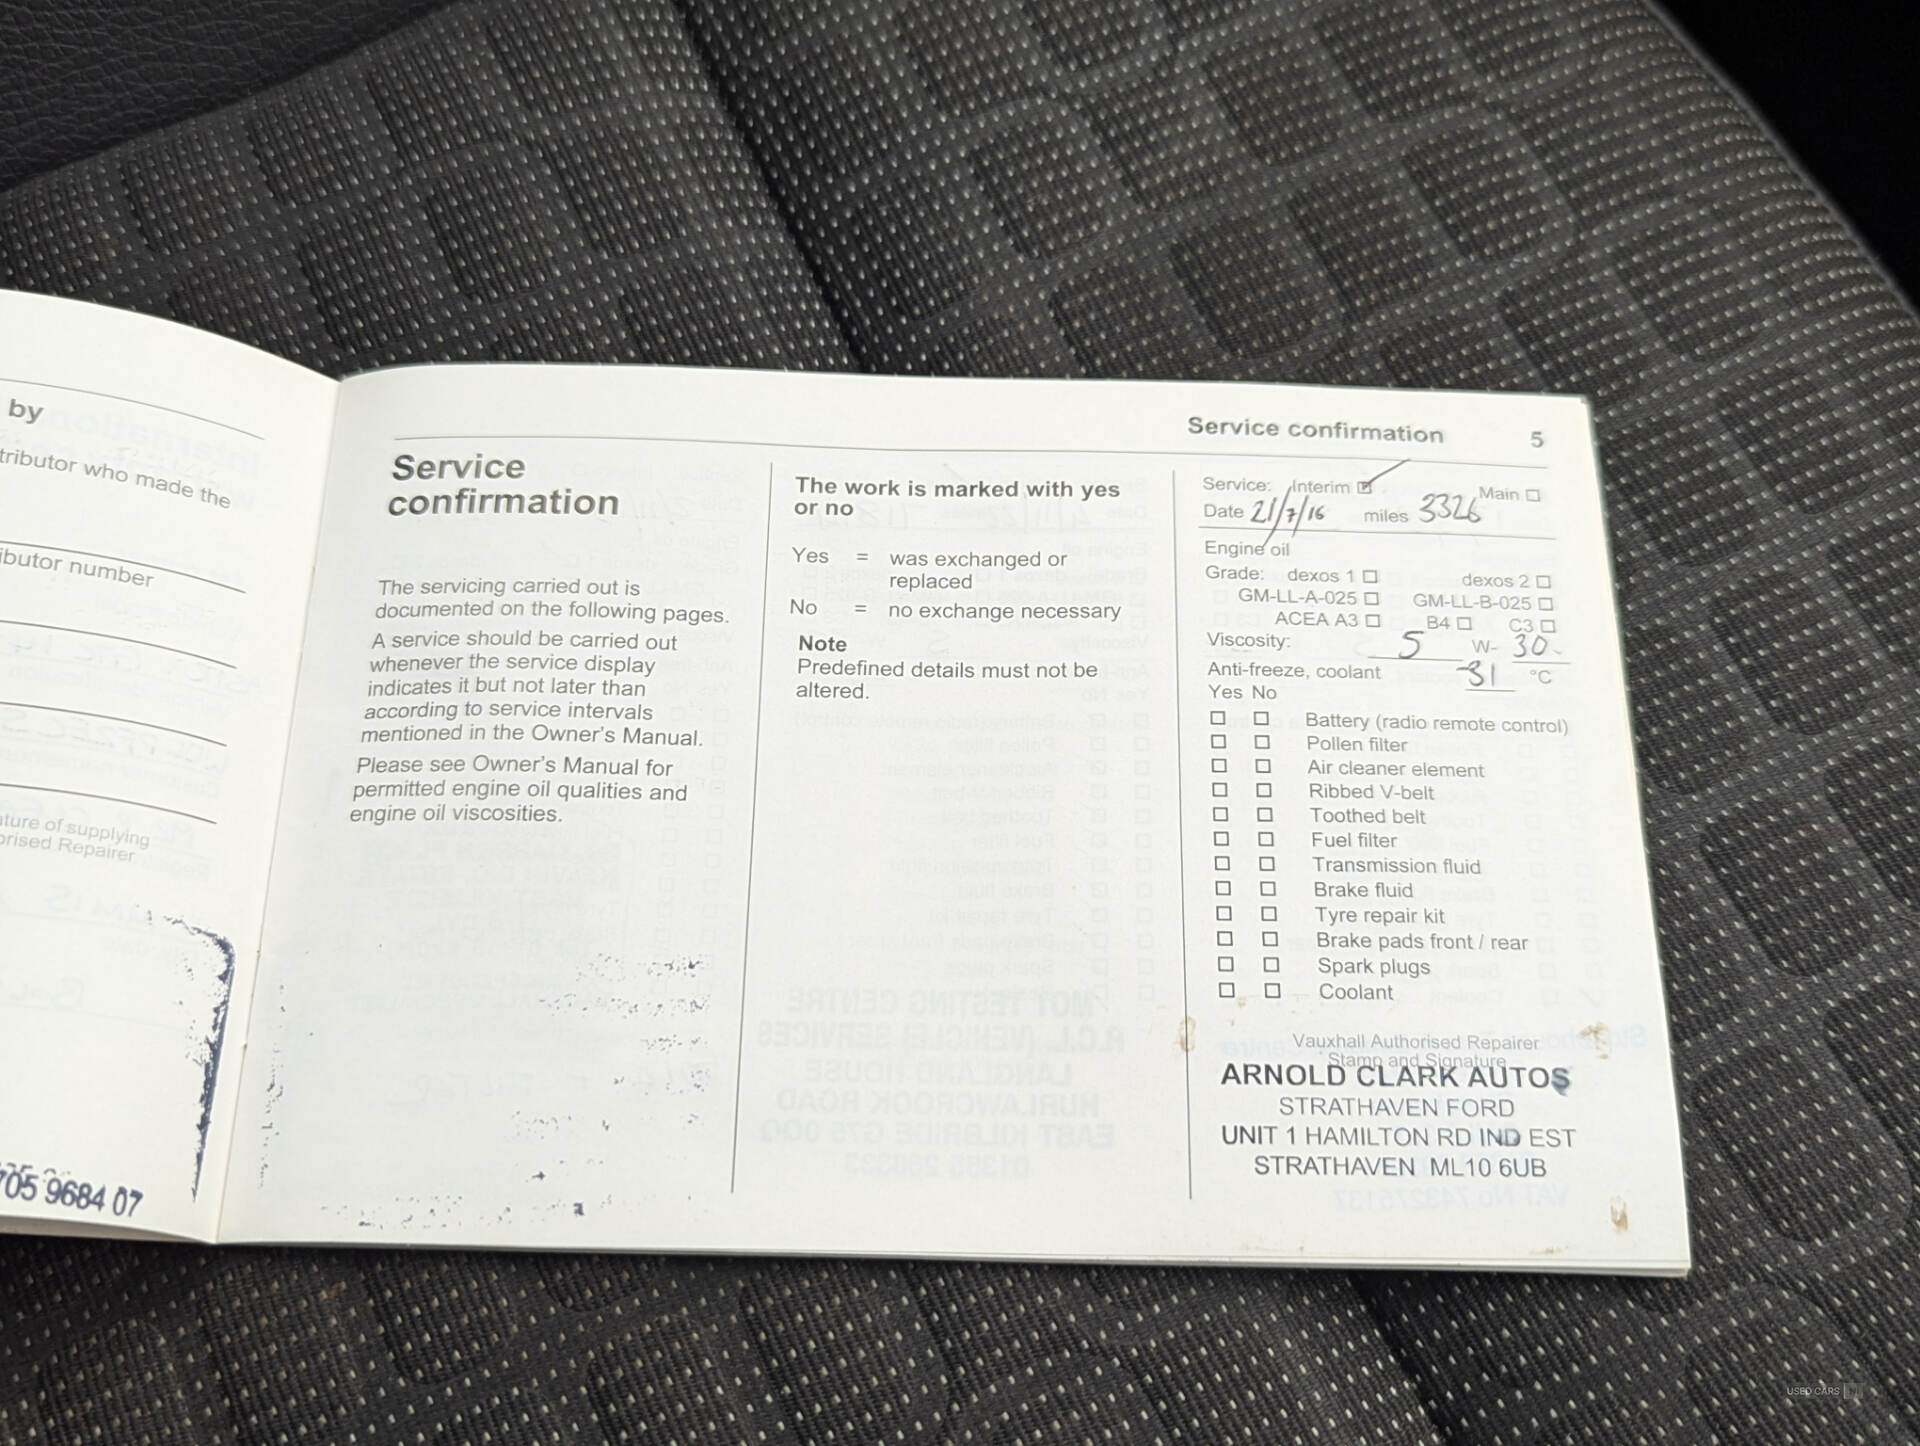 by
tributor who made the
ibutor number
ature of supplying
orised Repairer
705 9684 07
Service confirmation 5
Service
confirmation
The servicing carried out is
documented on the following pages.
A service should be carried out
whenever the service display
indicates it but not later than
according to service intervals
mentioned in the Owner's Manual.
Please see Owner's Manual for
permitted engine oil qualities and
engine oil viscosities.
The work is marked with yes
or no
Yes = was exchanged or
replaced
No = no exchange necessary
Note
Predefined details must not be
altered.
Service: Interim Main
Date 21/7/16 miles 3326
Engine oil
Grade: dexos 1 dexos 2
GM-LL-A-025 GM-LL-B-025
ACEA A3 B4 C3
Viscosity: 5 W- 30
Anti-freeze, coolant -31 °C
Yes No
Battery (radio remote control)
Pollen filter
Air cleaner element
Ribbed V-belt
Toothed belt
Fuel filter
Transmission fluid
Brake fluid
Tyre repair kit
Brake pads front / rear
Spark plugs
Coolant
Vauxhall Authorised Repairer
Stamp and Signature
ARNOLD CLARK AUTOS
STRATHAVEN FORD
UNIT 1 HAMILTON RD IND EST
STRATHAVEN ML10 6UB
USED CARS NI